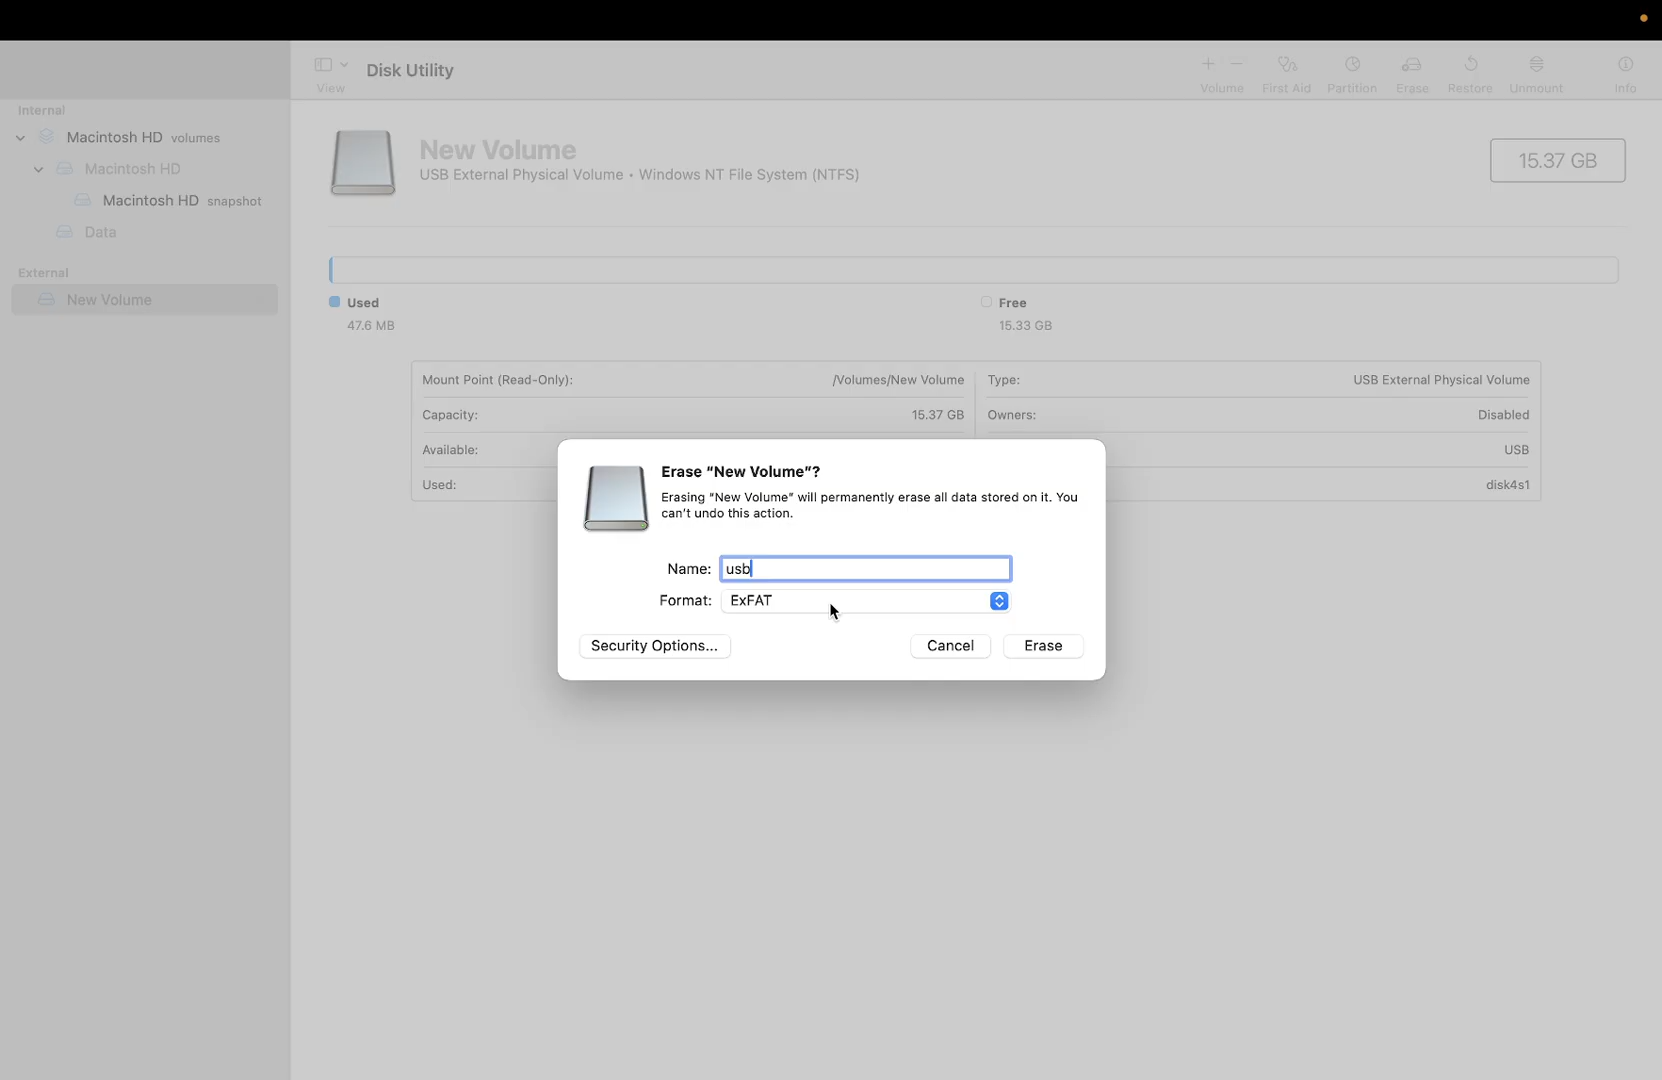 Disk Utility
View
Volume
First Aid
Partition
Erase
Restore
Unmount
Info
Internal
Macintosh HD volumes
Macintosh HD
Macintosh HD snapshot
Data
External
New Volume
New Volume
USB External Physical Volume • Windows NT File System (NTFS)
15.37 GB
Used
47.6 MB
Free
15.33 GB
Mount Point (Read-Only): /Volumes/New Volume
Capacity: 15.37 GB
Available:
Used:
Type: USB External Physical Volume
Owners: Disabled
USB
disk4s1
Erase “New Volume”?
Erasing “New Volume” will permanently erase all data stored on it. You
can’t undo this action.
Name: usb
Format: ExFAT
Security Options...
Cancel
Erase